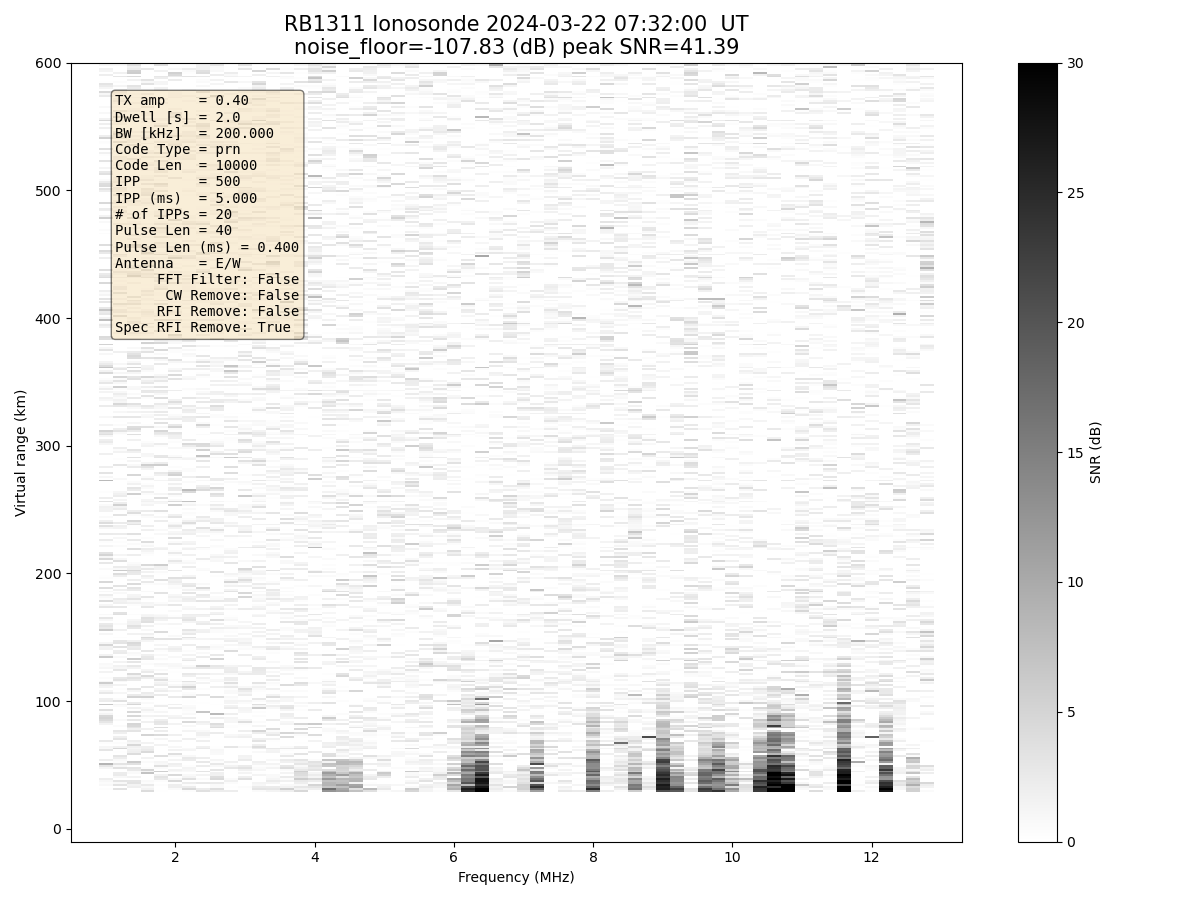 RB1311 Ionosonde 2024-03-22 07:32:00  UT
noise_floor=-107.83 (dB) peak SNR=41.39
TX amp    = 0.40
Dwell [s] = 2.0
BW [kHz]  = 200.000
Code Type = prn
Code Len  = 10000
IPP       = 500
IPP (ms)  = 5.000
# of IPPs = 20
Pulse Len = 40
Pulse Len (ms) = 0.400
Antenna   = E/W
FFT Filter: False
CW Remove: False
RFI Remove: False
Spec RFI Remove: True
600
500
400
300
200
100
0
Virtual range (km)
2
4
6
8
10
12
Frequency (MHz)
30
25
20
15
10
5
0
SNR (dB)